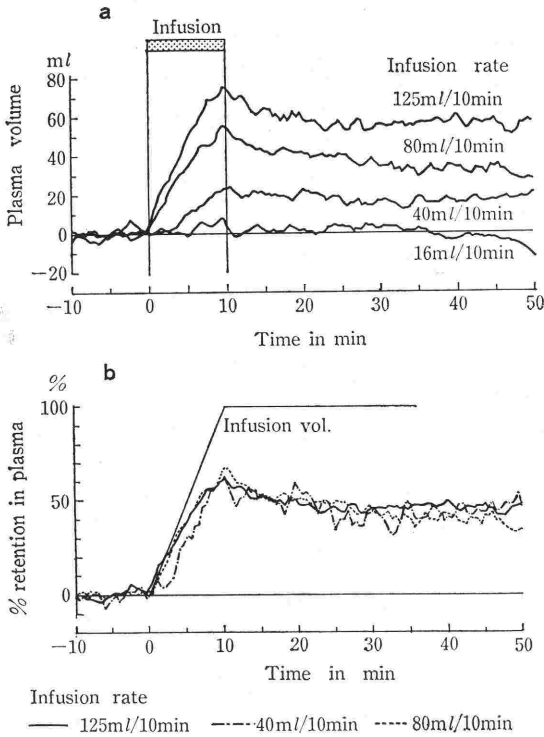 a
Infusion
ml
80
60
40
20
0
−20
Plasma volume
Infusion rate
125ml/10min
80ml/10min
40ml/10min
16ml/10min
−10 0 10 20 30 40 50
Time in min
b
%
100
50
0
% retention in plasma
Infusion vol.
−10 0 10 20 30 40 50
Time in min
Infusion rate
125ml/10min 40ml/10min 80ml/10min